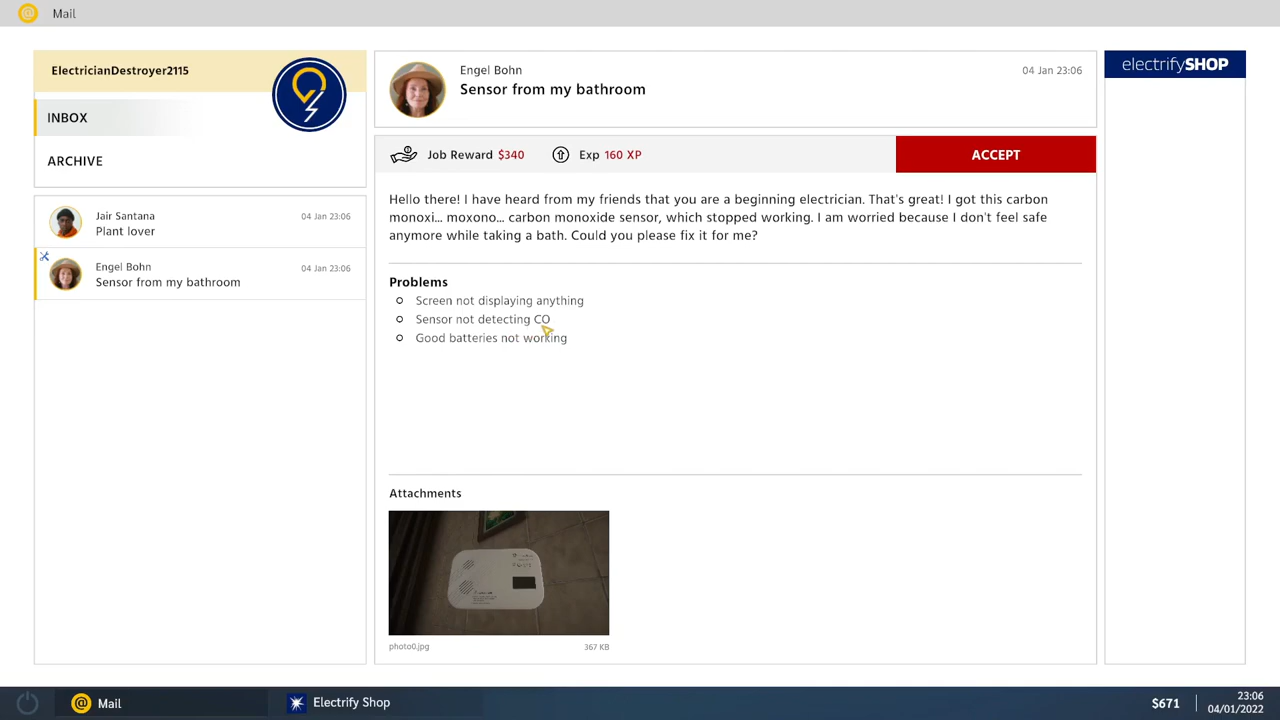 Mail
ElectricianDestroyer2115
INBOX
ARCHIVE
Jair Santana
04 Jan 23:06
Plant lover
Engel Bohn
04 Jan 23:06
Sensor from my bathroom
Engel Bohn
04 Jan 23:06
Sensor from my bathroom
Job Reward $340
Exp 160 XP
ACCEPT
Hello there! I have heard from my friends that you are a beginning electrician. That's great! I got this carbon
monoxi... moxono... carbon monoxide sensor, which stopped working. I am worried because I don't feel safe
anymore while taking a bath. Could you please fix it for me?
Problems
Screen not displaying anything
Sensor not detecting CO
Good batteries not working
Attachments
photo0.jpg
367 KB
electrifySHOP
Mail
Electrify Shop
$671
23:06
04/01/2022